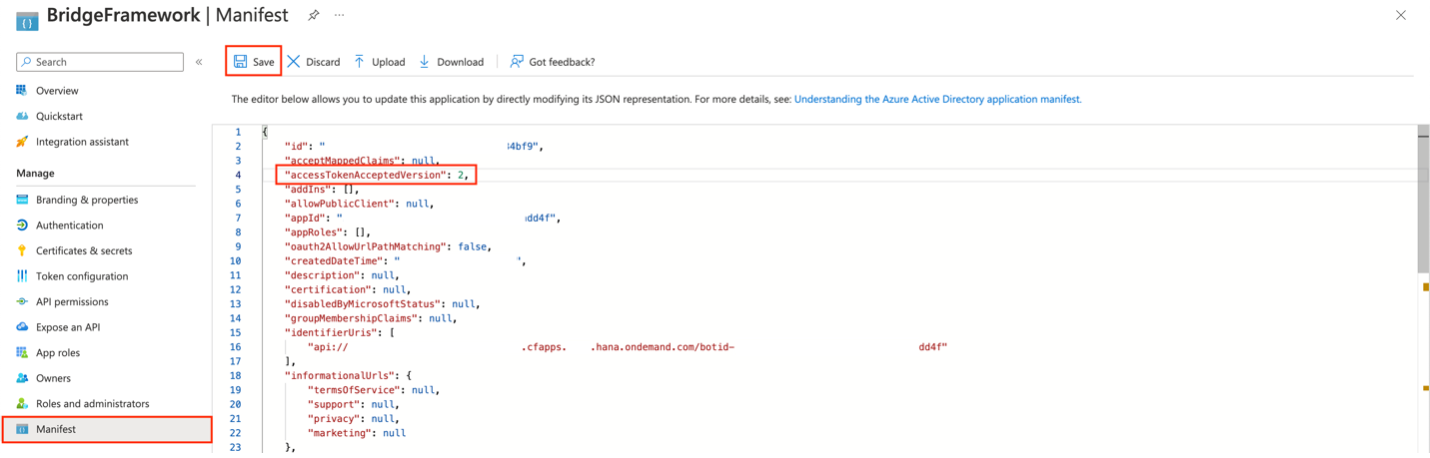 BridgeFramework | Manifest
Search
Save Discard Upload Download Got feedback?
Overview
Quickstart
Integration assistant
Manage
Branding & properties
Authentication
Certificates & secrets
Token configuration
API permissions
Expose an API
App roles
Owners
Roles and administrators
Manifest
The editor below allows you to update this application by directly modifying its JSON representation. For more details, see: Understanding the Azure Active Directory application manifest.
1 {
2 "id": " 4bf9",
3 "acceptMappedClaims": null,
4 "accessTokenAcceptedVersion": 2,
5 "addIns": [],
6 "allowPublicClient": null,
7 "appId": " dd4f",
8 "appRoles": [],
9 "oauth2AllowUrlPathMatching": false,
10 "createdDateTime": " ",
11 "description": null,
12 "certification": null,
13 "disabledByMicrosoftStatus": null,
14 "groupMembershipClaims": null,
15 "identifierUris": [
16 "api:// .cfapps. .hana.ondemand.com/botid- dd4f"
17 ],
18 "informationalUrls": {
19 "termsOfService": null,
20 "support": null,
21 "privacy": null,
22 "marketing": null
23 },